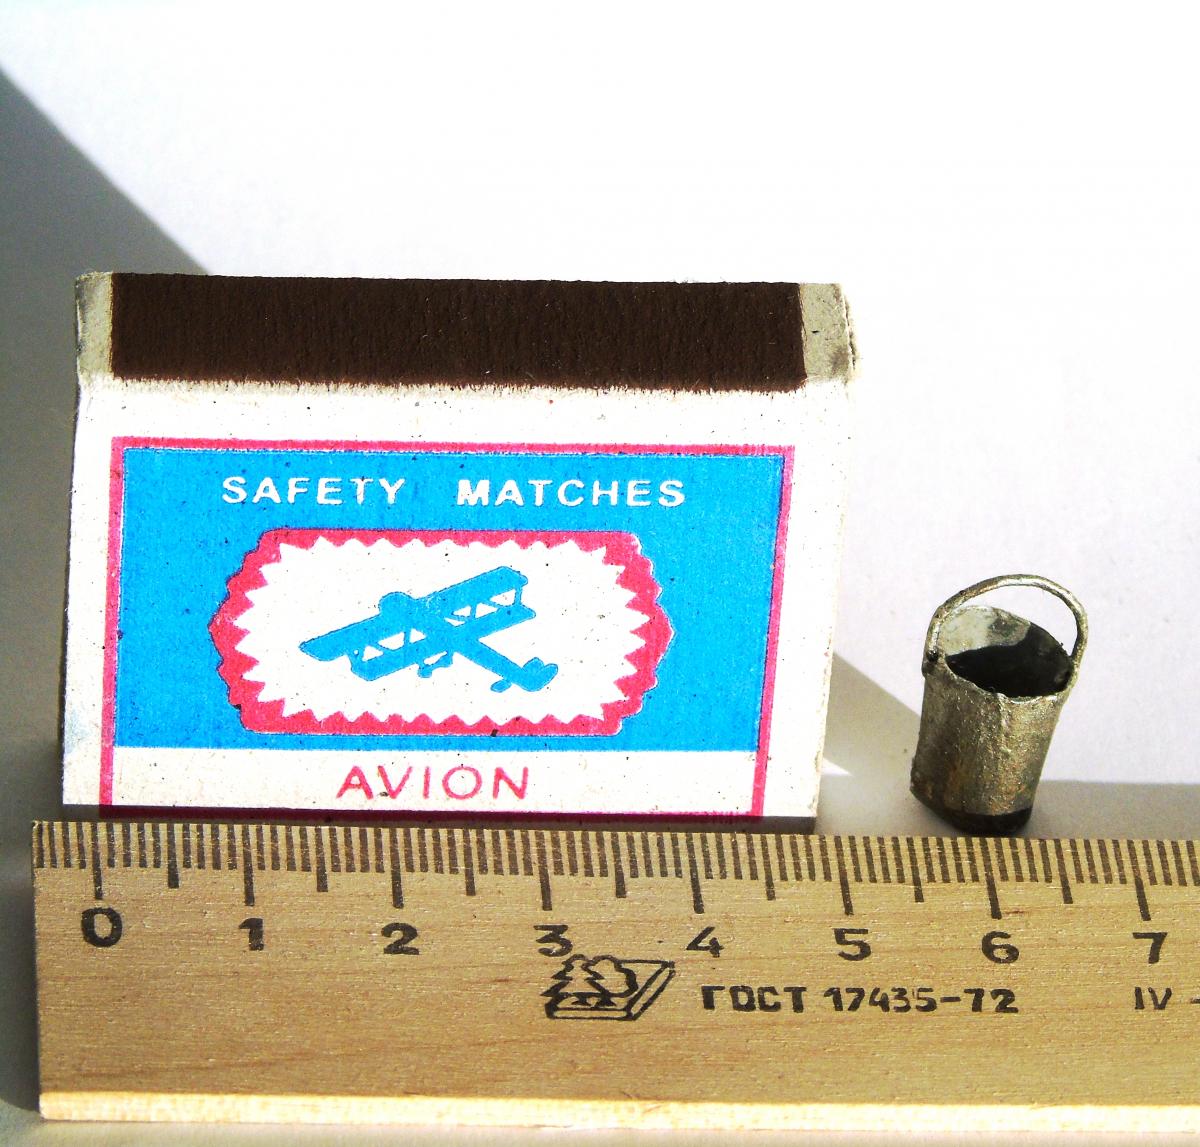 SAFETY MATCHES
AVION
0 1 2 3 4 5 6 7
ГОСТ 17435-72 IV -